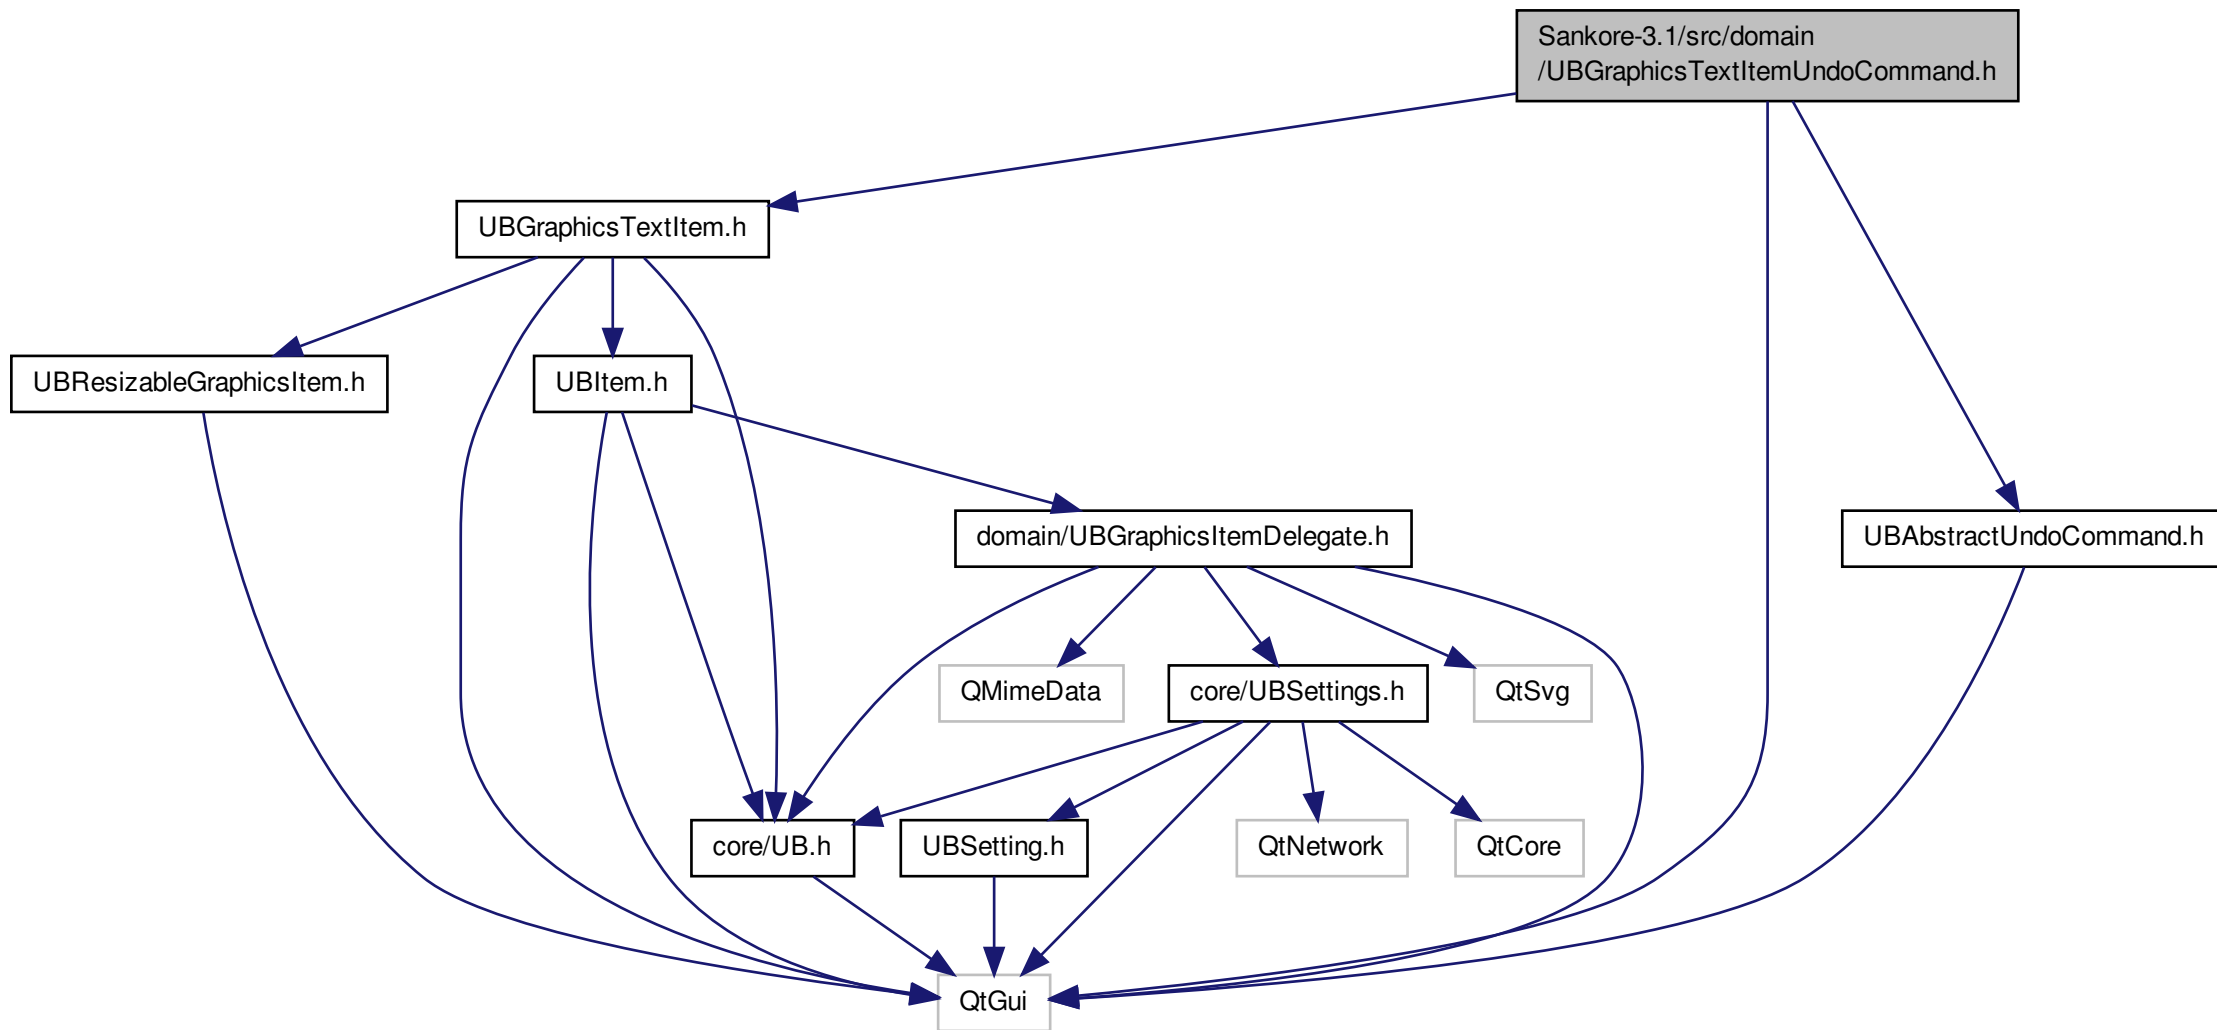 Sankore-3.1/src/domain
/UBGraphicsTextItemUndoCommand.h
UBGraphicsTextItem.h
UBResizableGraphicsItem.h
UBItem.h
domain/UBGraphicsItemDelegate.h
UBAbstractUndoCommand.h
QMimeData
core/UBSettings.h
QtSvg
core/UB.h
UBSetting.h
QtNetwork
QtCore
QtGui